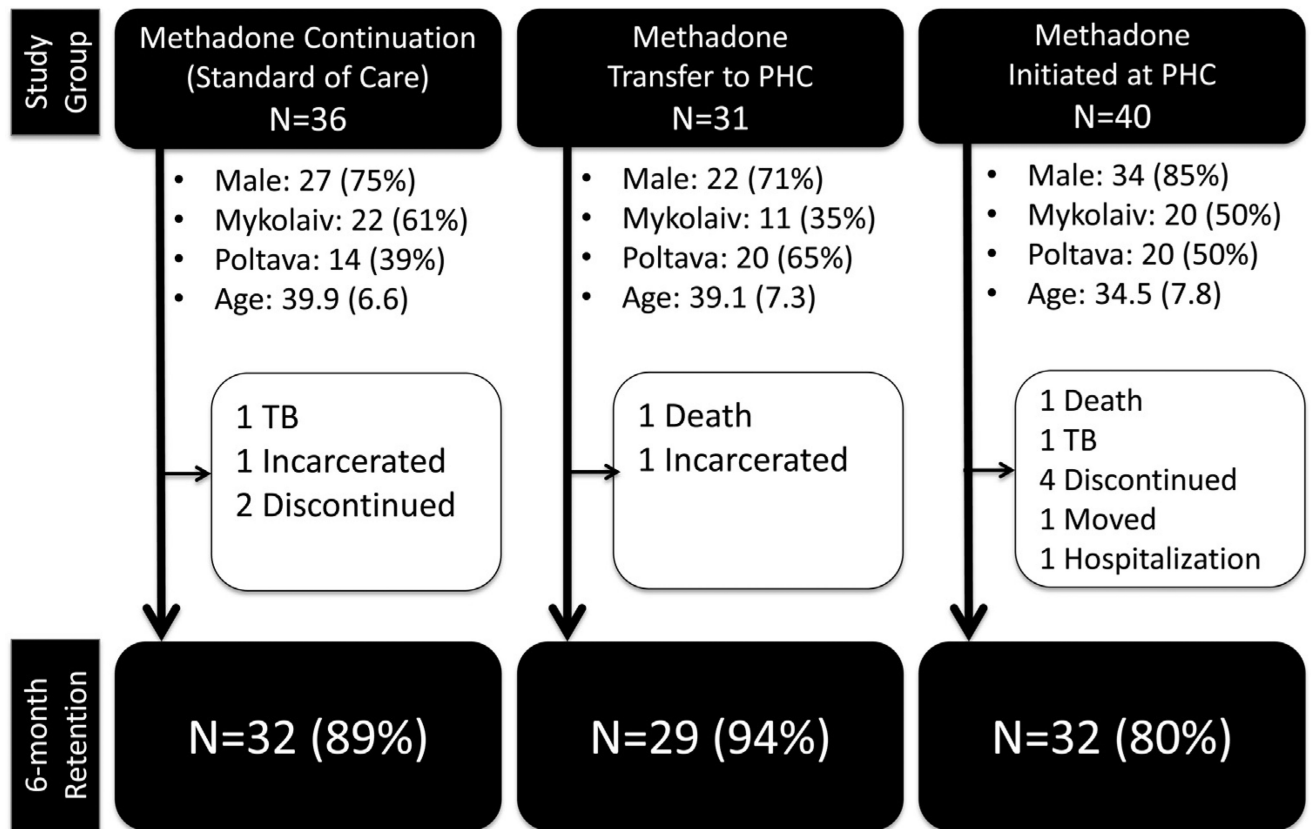 Study
Group
Methadone Continuation
(Standard of Care)
N=36
Methadone
Transfer to PHC
N=31
Methadone
Initiated at PHC
N=40
• Male: 27 (75%)
• Mykolaiv: 22 (61%)
• Poltava: 14 (39%)
• Age: 39.9 (6.6)
• Male: 22 (71%)
• Mykolaiv: 11 (35%)
• Poltava: 20 (65%)
• Age: 39.1 (7.3)
• Male: 34 (85%)
• Mykolaiv: 20 (50%)
• Poltava: 20 (50%)
• Age: 34.5 (7.8)
1 TB
1 Incarcerated
2 Discontinued
1 Death
1 Incarcerated
1 Death
1 TB
4 Discontinued
1 Moved
1 Hospitalization
6-month
Retention
N=32 (89%)
N=29 (94%)
N=32 (80%)